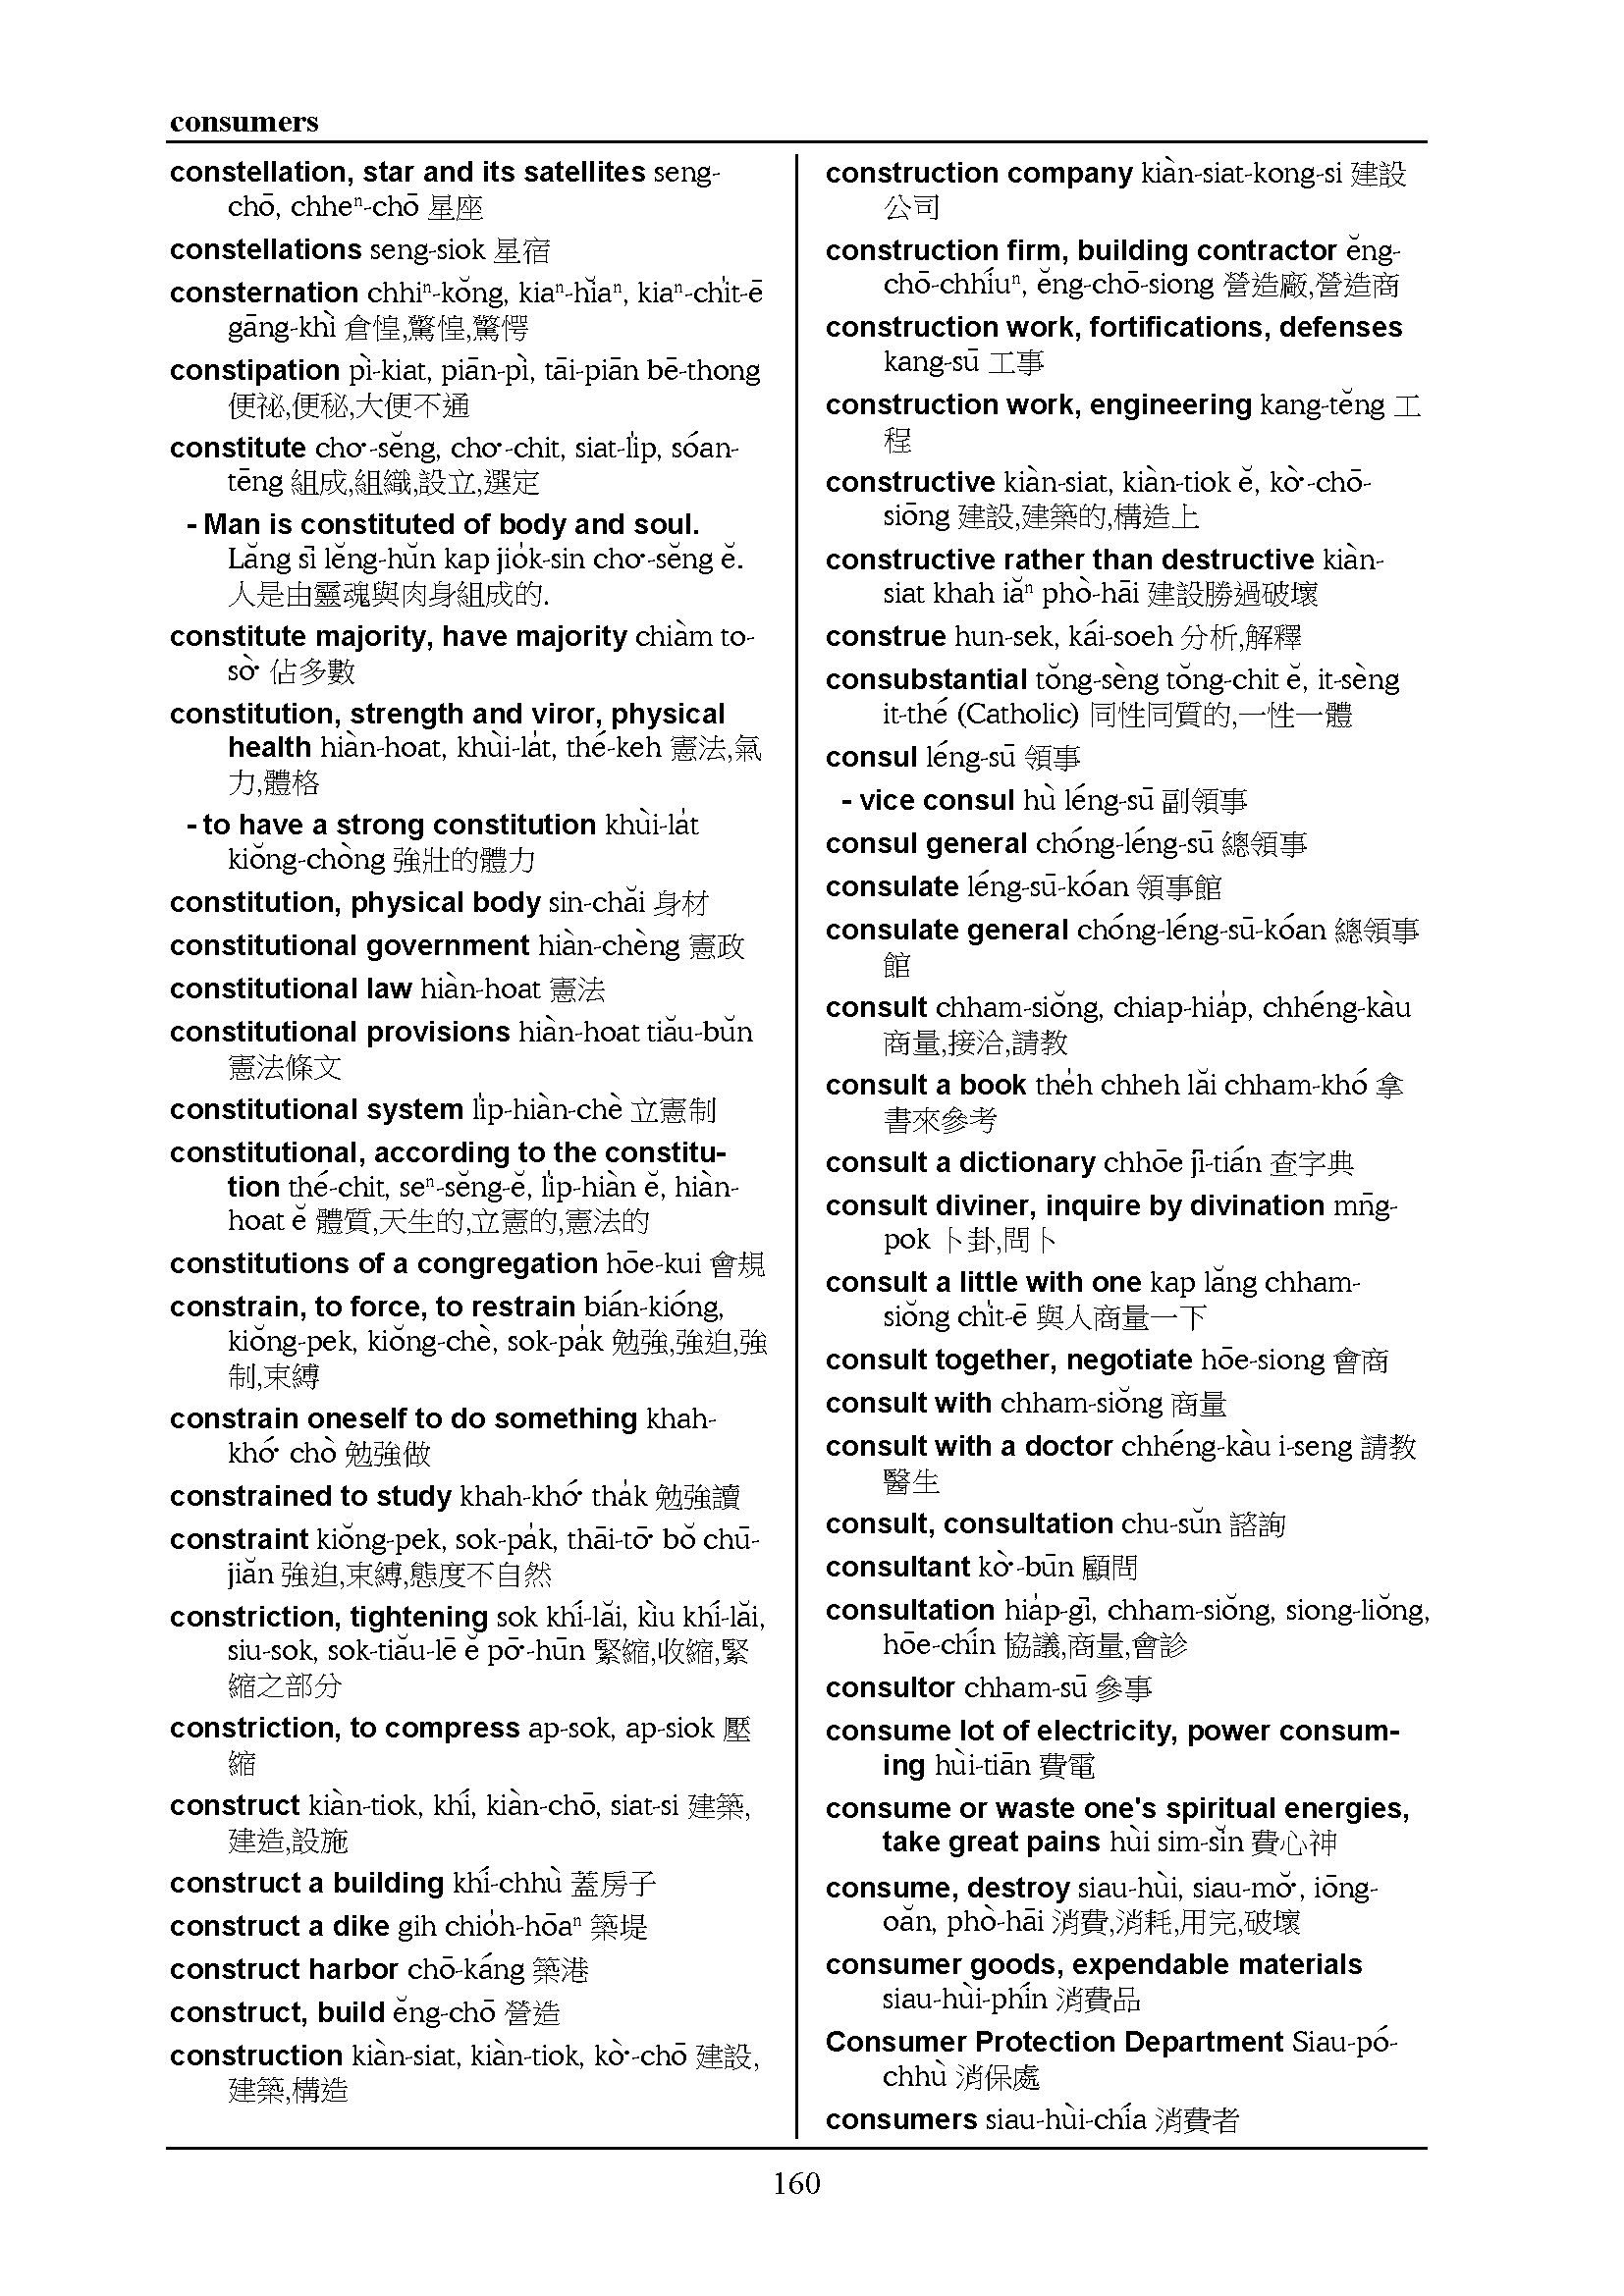 consumers
constellation, star and its satellites seng-
chō, chheⁿ-chō 星座
constellations seng-siok 星宿
consternation chhiⁿ-kŏng, kiaⁿ-hĭaⁿ, kiaⁿ-chi̍t-ē
gāng-khì 倉惶,驚惶,驚愕
constipation pì-kiat, piān-pì, tāi-piān bē-thong
便祕,便秘,大便不通
constitute cho͘-sĕng, cho͘-chit, siat-li̍p, sóan-
tēng 組成,組織,設立,選定
- Man is constituted of body and soul.
Lăng sī lĕng-hŭn kap jio̍k-sin cho͘-sĕng ĕ.
人是由靈魂與肉身組成的.
constitute majority, have majority chiàm to-
sò͘ 佔多數
constitution, strength and viror, physical
health hiàn-hoat, khùi-la̍t, thé-keh 憲法,氣
力,體格
- to have a strong constitution khùi-la̍t
kiŏng-chòng 強壯的體力
constitution, physical body sin-chăi 身材
constitutional government hiàn-chèng 憲政
constitutional law hiàn-hoat 憲法
constitutional provisions hiàn-hoat tiău-bŭn
憲法條文
constitutional system li̍p-hiàn-chè 立憲制
constitutional, according to the constitu-
tion thé-chit, seⁿ-sĕng-ĕ, li̍p-hiàn ĕ, hiàn-
hoat ĕ 體質,天生的,立憲的,憲法的
constitutions of a congregation hōe-kui 會規
constrain, to force, to restrain bián-kióng,
kiŏng-pek, kiŏng-chè, sok-pa̍k 勉強,強迫,強
制,束縛
constrain oneself to do something khah-
khó͘ chò 勉強做
constrained to study khah-khó͘ tha̍k 勉強讀
constraint kiŏng-pek, sok-pa̍k, thāi-tō͘ bŏ chū-
jiăn 強迫,束縛,態度不自然
constriction, tightening sok khí-lăi, kìu khí-lăi,
siu-sok, sok-tiău-lē ĕ pō͘-hūn 緊縮,收縮,緊
縮之部分
constriction, to compress ap-sok, ap-siok 壓
縮
construct kiàn-tiok, khí, kiàn-chō, siat-si 建築,
建造,設施
construct a building khí-chhù 蓋房子
construct a dike gih chio̍h-hōaⁿ 築堤
construct harbor chō-káng 築港
construct, build ĕng-chō 營造
construction kiàn-siat, kiàn-tiok, kò͘-chō 建設,
建築,構造
construction company kiàn-siat-kong-si 建設
公司
construction firm, building contractor ĕng-
chō-chhíuⁿ, ĕng-chō-siong 營造廠,營造商
construction work, fortifications, defenses
kang-sū 工事
construction work, engineering kang-tĕng 工
程
constructive kiàn-siat, kiàn-tiok ĕ, kò͘-chō-
siōng 建設,建築的,構造上
constructive rather than destructive kiàn-
siat khah iăⁿ phò-hāi 建設勝過破壞
construe hun-sek, kái-soeh 分析,解釋
consubstantial tŏng-sèng tŏng-chit ĕ, it-sèng
it-thé (Catholic) 同性同質的,一性一體
consul léng-sū 領事
- vice consul hù léng-sū 副領事
consul general chóng-léng-sū 總領事
consulate léng-sū-kóan 領事館
consulate general chóng-léng-sū-kóan 總領事
館
consult chham-siŏng, chiap-hia̍p, chhéng-kàu
商量,接洽,請教
consult a book the̍h chheh lăi chham-khó 拿
書來參考
consult a dictionary chhōe jī-tián 查字典
consult diviner, inquire by divination mn̄g-
pok 卜卦,問卜
consult a little with one kap lăng chham-
siŏng chi̍t-ē 與人商量一下
consult together, negotiate hōe-siong 會商
consult with chham-siŏng 商量
consult with a doctor chhéng-kàu i-seng 請教
醫生
consult, consultation chu-sŭn 諮詢
consultant kò͘-būn 顧問
consultation hia̍p-gī, chham-siŏng, siong-liŏng,
hōe-chín 協議,商量,會診
consultor chham-sū 參事
consume lot of electricity, power consum-
ing hùi-tiān 費電
consume or waste one's spiritual energies,
take great pains hùi sim-sĭn 費心神
consume, destroy siau-hùi, siau-mŏ͘, iōng-
oăn, phò-hāi 消費,消耗,用完,破壞
consumer goods, expendable materials
siau-hùi-phín 消費品
Consumer Protection Department Siau-pó-
chhù 消保處
consumers siau-hùi-chía 消費者
160